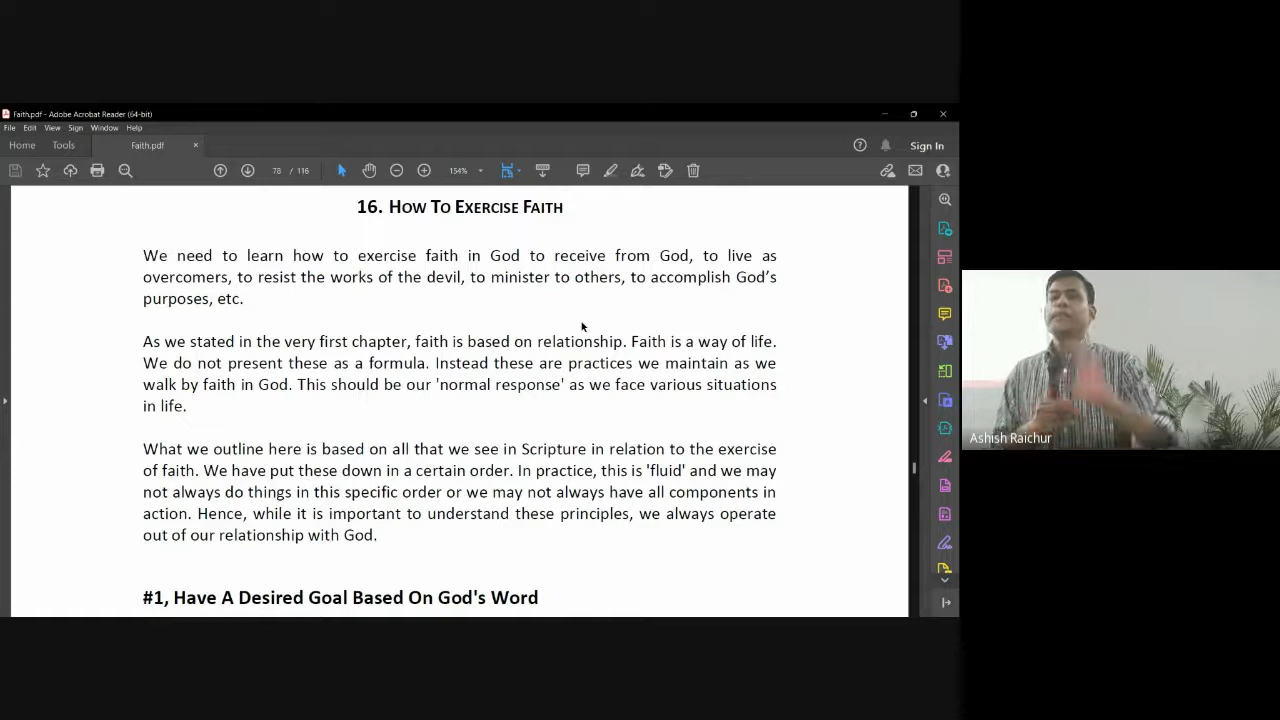 Faith.pdf - Adobe Acrobat Reader (64-bit)
File Edit View Sign Window Help
Home Tools Faith.pdf × Sign In
78 / 116 154%
16. HOW TO EXERCISE FAITH
We need to learn how to exercise faith in God to receive from God, to live as
overcomers, to resist the works of the devil, to minister to others, to accomplish God’s
purposes, etc.
As we stated in the very first chapter, faith is based on relationship. Faith is a way of life.
We do not present these as a formula. Instead these are practices we maintain as we
walk by faith in God. This should be our 'normal response' as we face various situations
in life.
What we outline here is based on all that we see in Scripture in relation to the exercise
of faith. We have put these down in a certain order. In practice, this is 'fluid' and we may
not always do things in this specific order or we may not always have all components in
action. Hence, while it is important to understand these principles, we always operate
out of our relationship with God.
#1, Have A Desired Goal Based On God's Word
Ashish Raichur